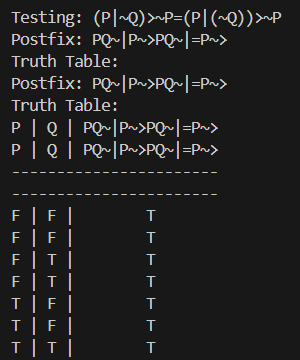 Testing: (P|~Q)>~P=(P|(~Q))>~P
Postfix: PQ~|P~>PQ~|=P~>
Truth Table:
Postfix: PQ~|P~>PQ~|=P~>
Truth Table:
P | Q | PQ~|P~>PQ~|=P~>
P | Q | PQ~|P~>PQ~|=P~>
-----------------------
-----------------------
F | F |         T
F | F |         T
F | T |         T
F | T |         T
T | F |         T
T | F |         T
T | T |         T